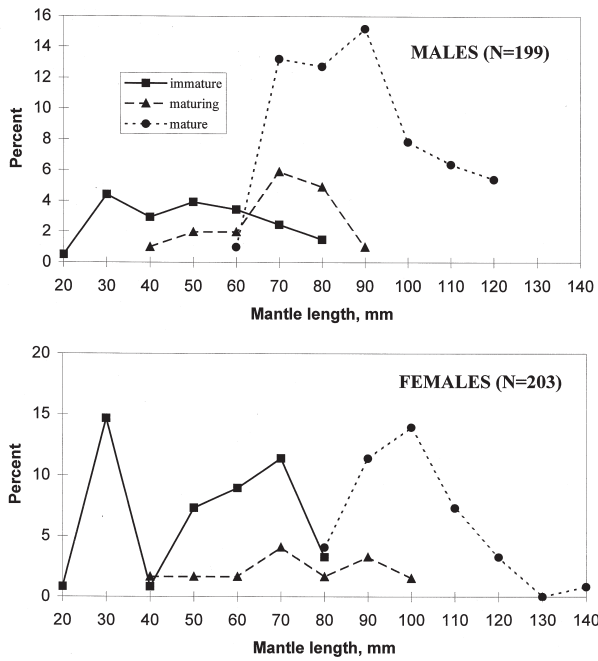 16
14
12
10
8
6
4
2
0
Percent
MALES (N=199)
immature
maturing
mature
20 30 40 50 60 70 80 90 100 110 120 130 140
Mantle length, mm
20
15
10
5
0
Percent
FEMALES (N=203)
20 30 40 50 60 70 80 90 100 110 120 130 140
Mantle length, mm